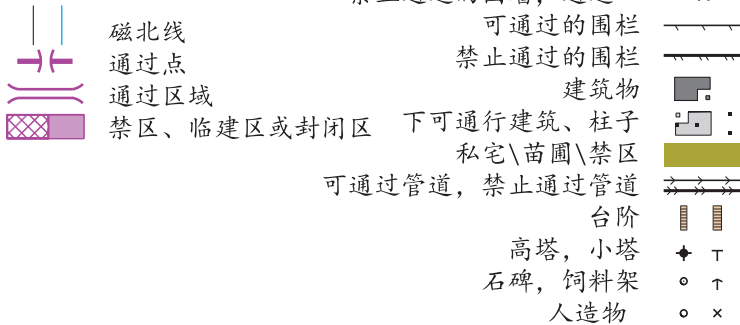 磁北线
通过点
通过区域
禁区、临建区或封闭区
可通过的围栏
禁止通过的围栏
建筑物
下可通行建筑、柱子
私宅\苗圃\禁区
可通过管道，禁止通过管道
台阶
高塔，小塔
石碑，饲料架
人造物